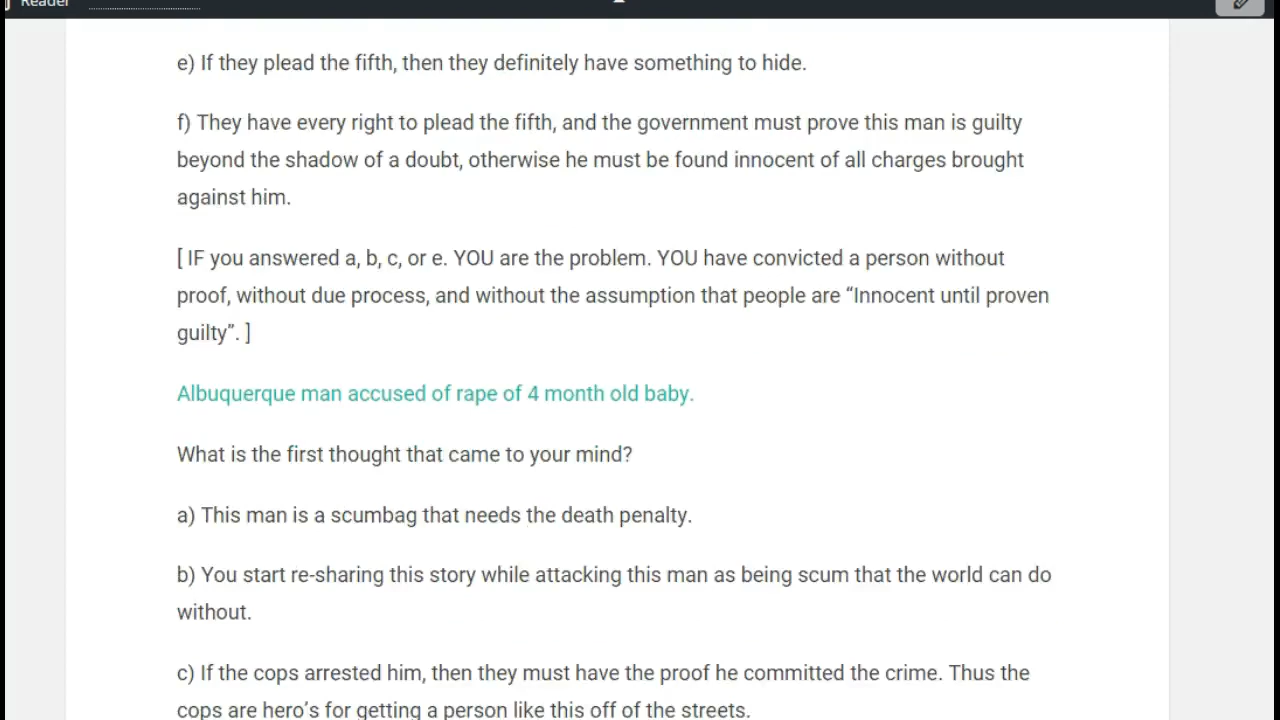 Reader
e) If they plead the fifth, then they definitely have something to hide.
f) They have every right to plead the fifth, and the government must prove this man is guilty
beyond the shadow of a doubt, otherwise he must be found innocent of all charges brought
against him.
[ IF you answered a, b, c, or e. YOU are the problem. YOU have convicted a person without
proof, without due process, and without the assumption that people are “Innocent until proven
guilty”. ]
Albuquerque man accused of rape of 4 month old baby.
What is the first thought that came to your mind?
a) This man is a scumbag that needs the death penalty.
b) You start re-sharing this story while attacking this man as being scum that the world can do
without.
c) If the cops arrested him, then they must have the proof he committed the crime. Thus the
cops are hero’s for getting a person like this off of the streets.